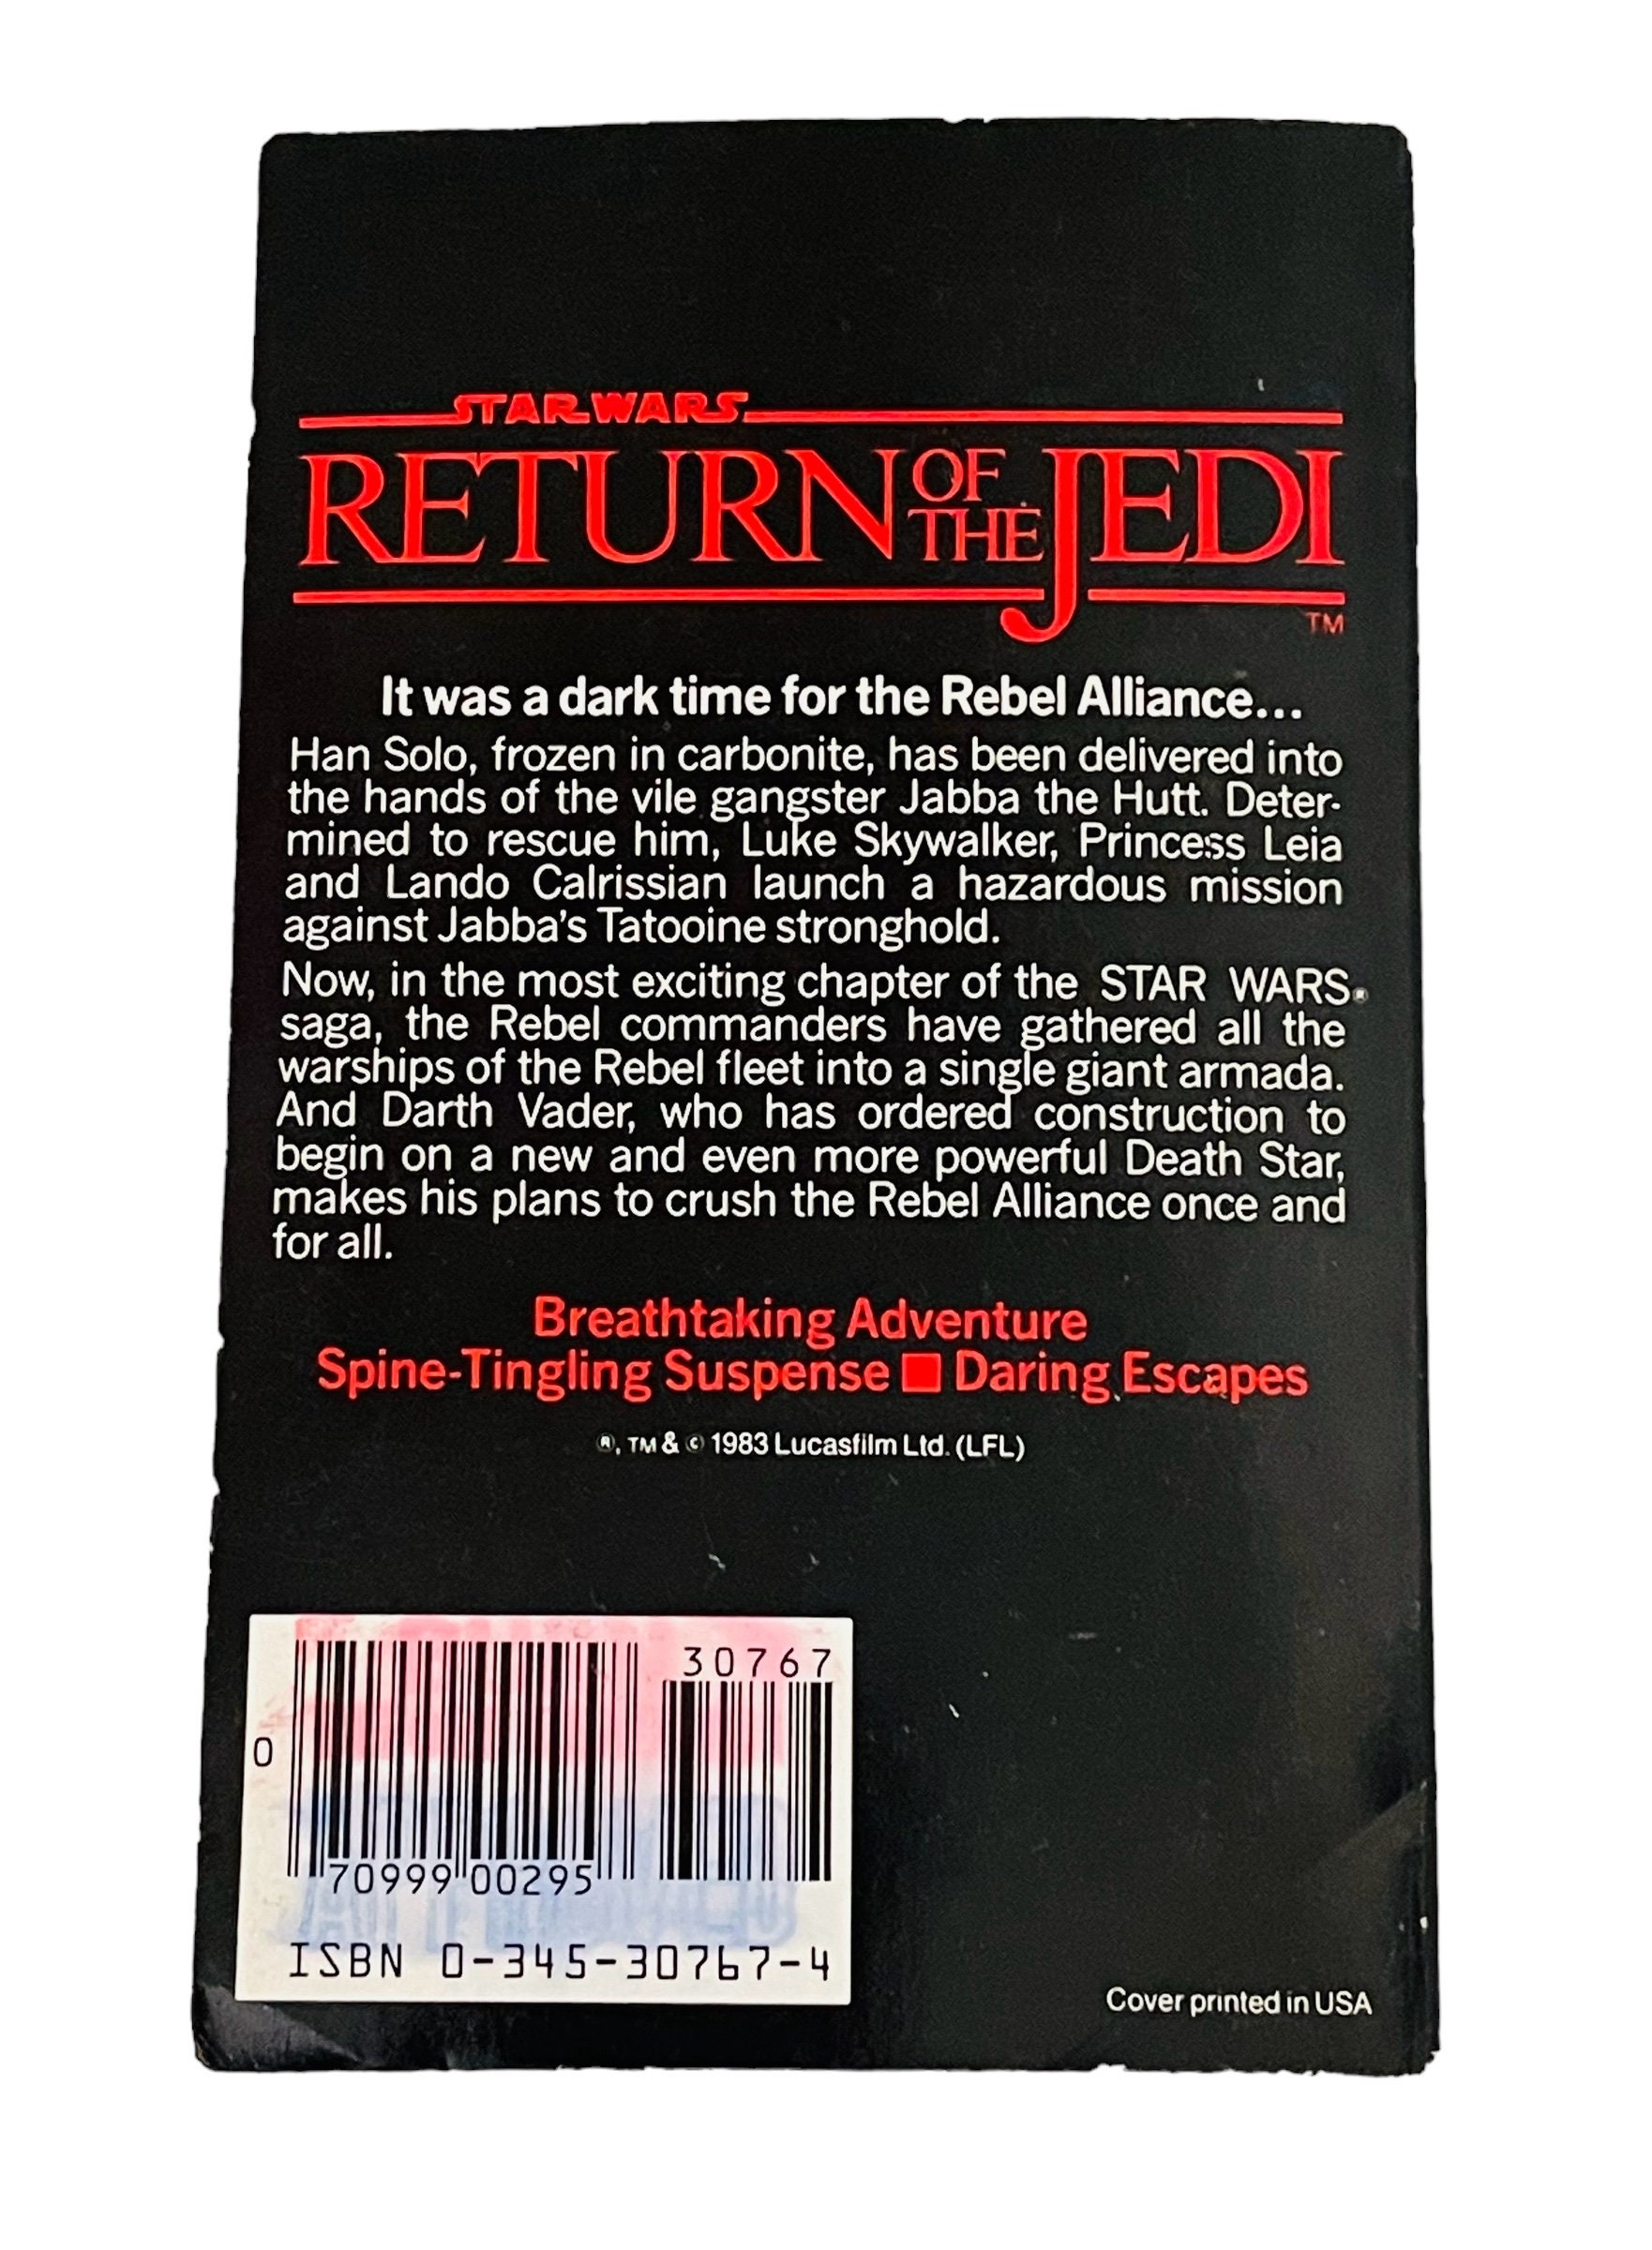 STAR WARS
RETURN OF THE JEDI
TM
It was a dark time for the Rebel Alliance...
Han Solo, frozen in carbonite, has been delivered into
the hands of the vile gangster Jabba the Hutt. Deter-
mined to rescue him, Luke Skywalker, Princess Leia
and Lando Calrissian launch a hazardous mission
against Jabba's Tatooine stronghold.
Now, in the most exciting chapter of the STAR WARS®
saga, the Rebel commanders have gathered all the
warships of the Rebel fleet into a single giant armada.
And Darth Vader, who has ordered construction to
begin on a new and even more powerful Death Star,
makes his plans to crush the Rebel Alliance once and
for all.
Breathtaking Adventure
Spine-Tingling Suspense ■ Daring Escapes
®, TM & © 1983 Lucasfilm Ltd. (LFL)
30767
0
70999 00295
ISBN 0-345-30767-4
Cover printed in USA